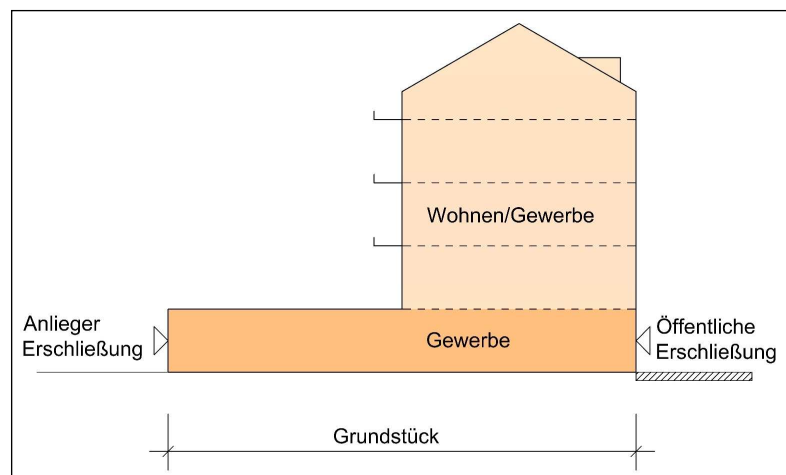 Wohnen/Gewerbe
Anlieger
Erschließung
Gewerbe
Öffentliche
Erschließung
Grundstück